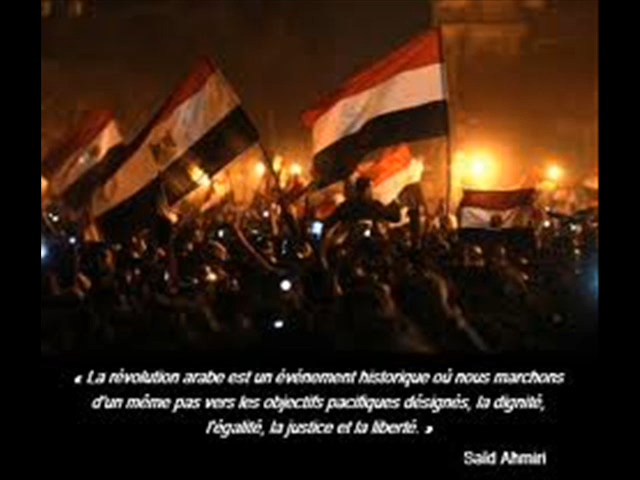 « La révolution arabe est un événement historique où nous marchons
d'un même pas vers les objectifs pacifiques désignés, la dignité,
l'égalité, la justice et la liberté. »
Saïd Ahmiri